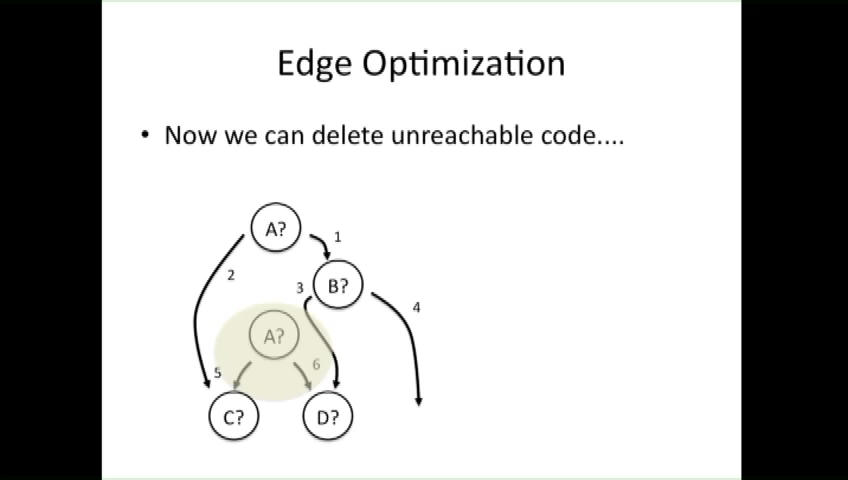 Edge Optimization
• Now we can delete unreachable code....
A?
1
2
3
B?
4
A?
5
6
C?
D?